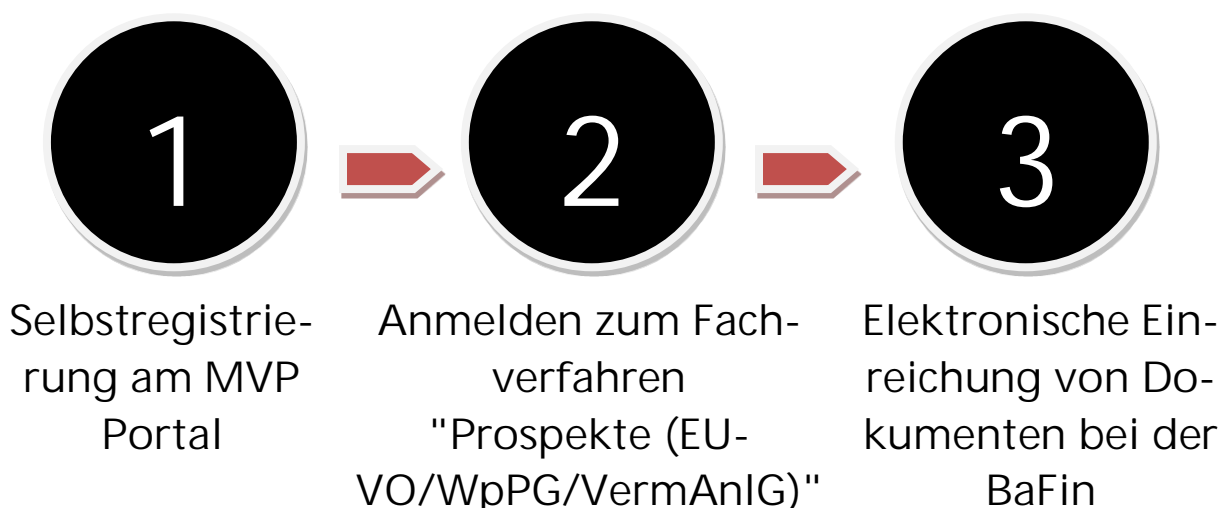 1
2
3
Selbstregistrie-
rung am MVP
Portal
Anmelden zum Fach-
verfahren
"Prospekte (EU-
VO/WpPG/VermAnlG)"
Elektronische Ein-
reichung von Do-
kumenten bei der
BaFin